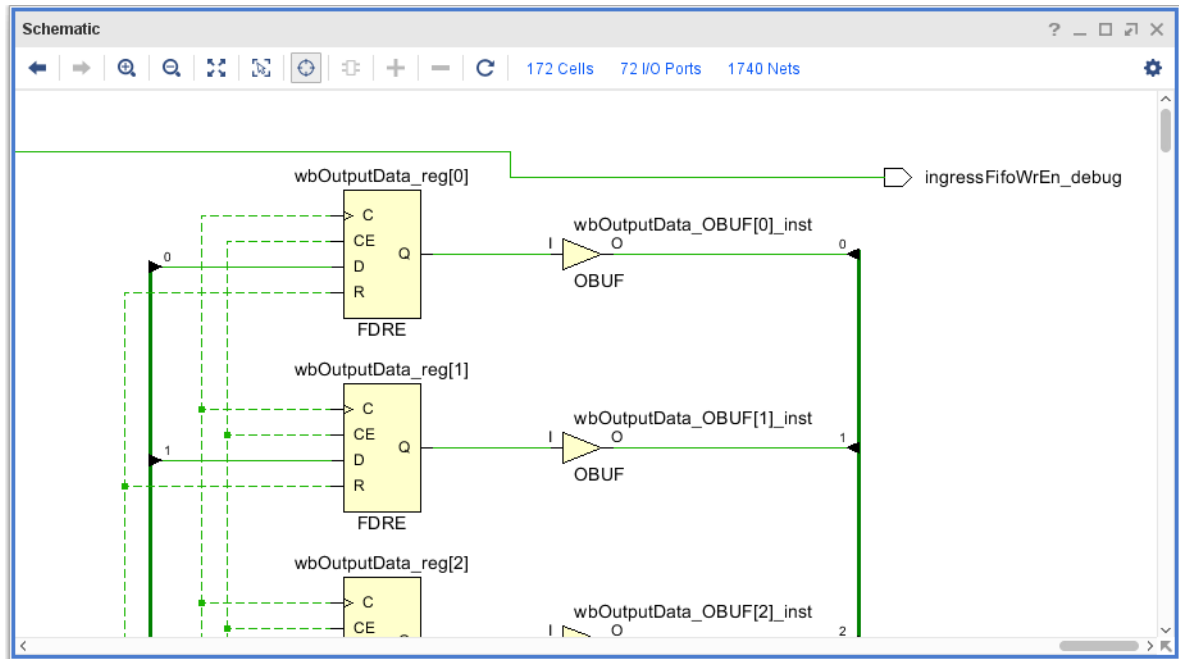 Schematic
172 Cells 72 I/O Ports 1740 Nets
wbOutputData_reg[0]
ingressFifoWrEn_debug
C
CE
D
R
Q
FDRE
0
wbOutputData_OBUF[0]_inst
I
O
OBUF
0
wbOutputData_reg[1]
C
CE
D
R
Q
FDRE
1
wbOutputData_OBUF[1]_inst
I
O
OBUF
1
wbOutputData_reg[2]
C
CE
wbOutputData_OBUF[2]_inst
I
O
2